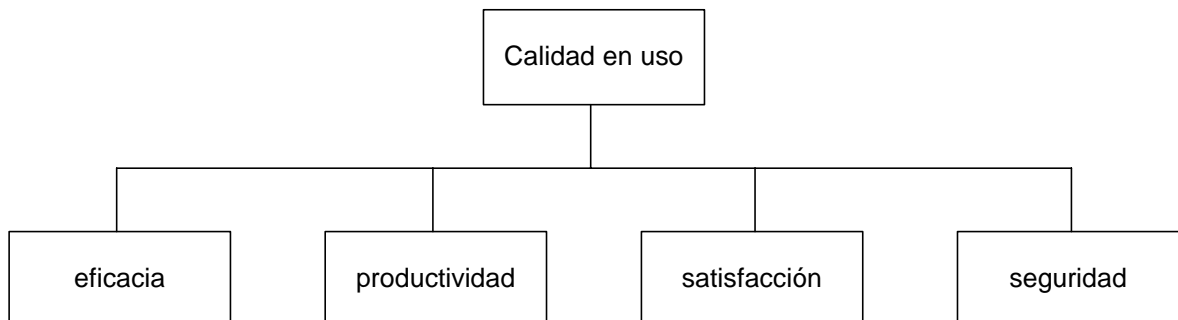 Calidad en uso
eficacia
productividad
satisfacción
seguridad